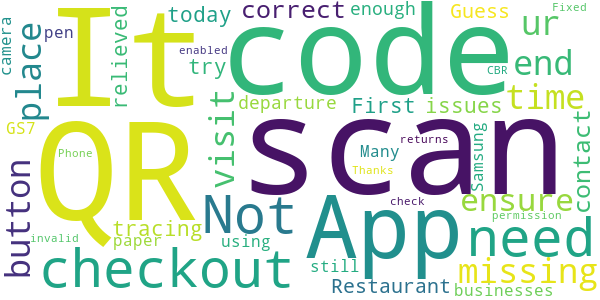 It
code
ur
correct
enough
Guess
Fixed
today
camera
pen
place
relieved
enabled
try
CBR
end
time
departure
First
issues
GS7
QR
scan
visit
Many
returns
Samsung
contact
Phone
Thanks
button
Not
App
ensure
check
need
permission
tracing
paper
using
missing
invalid
checkout
still
Restaurant
businesses